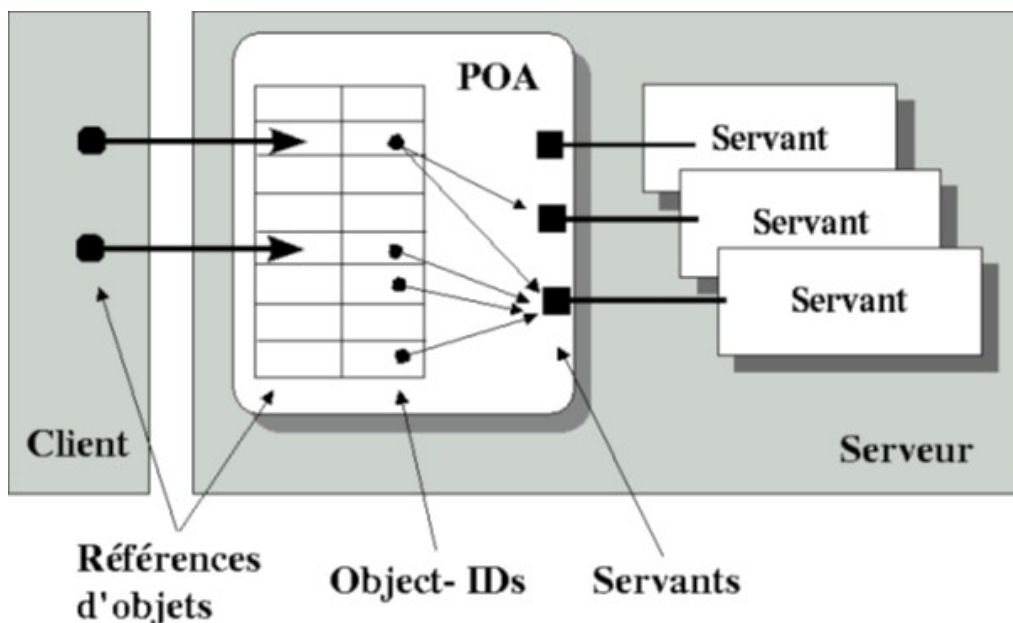 POA
Servant
Servant
Servant
Client
Serveur
Références
d'objets
Object- IDs
Servants